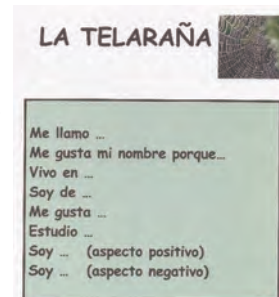 LA TELARAÑA
Me llamo ...
Me gusta mi nombre porque...
Vivo en ...
Soy de ...
Me gusta ...
Estudio ...
Soy ... (aspecto positivo)
Soy ... (aspecto negativo)